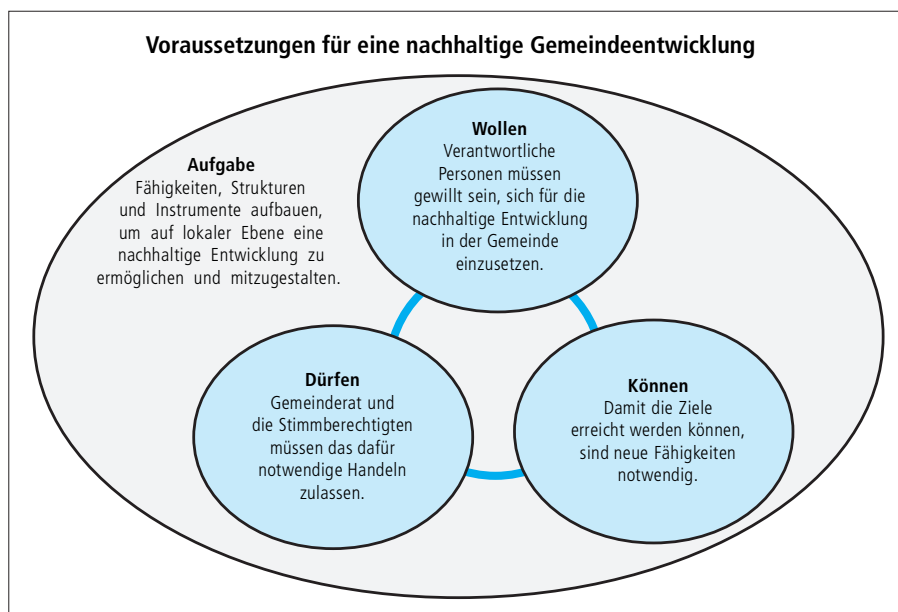 Voraussetzungen für eine nachhaltige Gemeindeentwicklung
Aufgabe
Fähigkeiten, Strukturen
und Instrumente aufbauen,
um auf lokaler Ebene eine
nachhaltige Entwicklung zu
ermöglichen und mitzugestalten.
Wollen
Verantwortliche
Personen müssen
gewillt sein, sich für die
nachhaltige Entwicklung
in der Gemeinde
einzusetzen.
Dürfen
Gemeinderat und
die Stimmberechtigten
müssen das dafür
notwendige Handeln
zulassen.
Können
Damit die Ziele
erreicht werden können,
sind neue Fähigkeiten
notwendig.